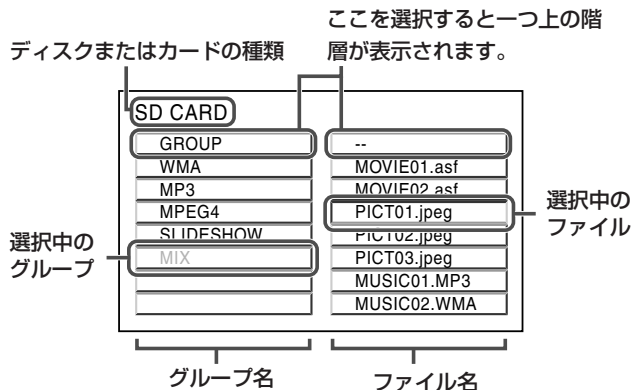 ここを選択すると一つ上の階
層が表示されます。
ディスクまたはカードの種類
SD CARD
GROUP
WMA
MP3
MPEG4
SLIDESHOW
MIX
--
MOVIE01.asf
MOVIE02.asf
PICT01.jpeg
PICT02.jpeg
PICT03.jpeg
MUSIC01.MP3
MUSIC02.WMA
選択中の
グループ
選択中の
ファイル
グループ名
ファイル名